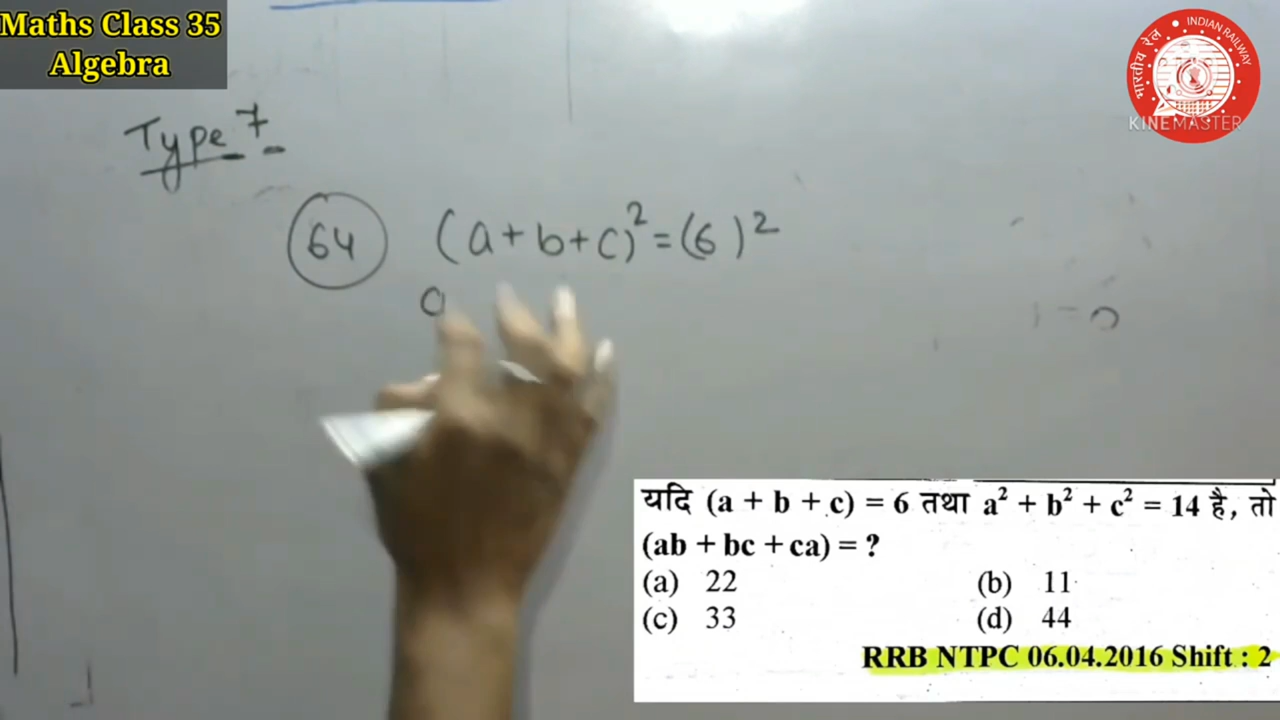 Maths Class 35
Algebra
भारतीय रेल
INDIAN RAILWAY
KINEMASTER
Type 7
64 (a+b+c)²=(6)²
a
यदि (a + b + c) = 6 तथा a² + b² + c² = 14 है, तो
(ab + bc + ca) = ?
(a) 22 (b) 11
(c) 33 (d) 44
RRB NTPC 06.04.2016 Shift : 2